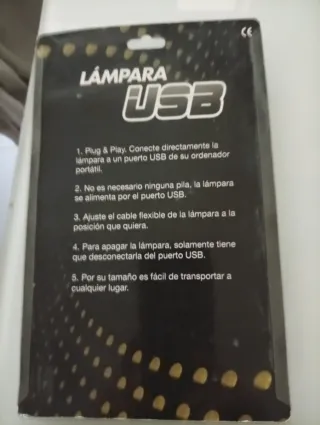 CE
LÁMPARA
USB
1. Plug & Play. Conecte directamente la
lámpara a un puerto USB de su ordenador
portátil.
2. No es necesario ninguna pila, la lámpara
se alimenta por el puerto USB.
3. Ajuste el cable flexible de la lámpara a la
posición que quiera.
4. Para apagar la lámpara, solamente tiene
que desconectarla del puerto USB.
5. Por su tamaño es fácil de transportar a
cualquier lugar.